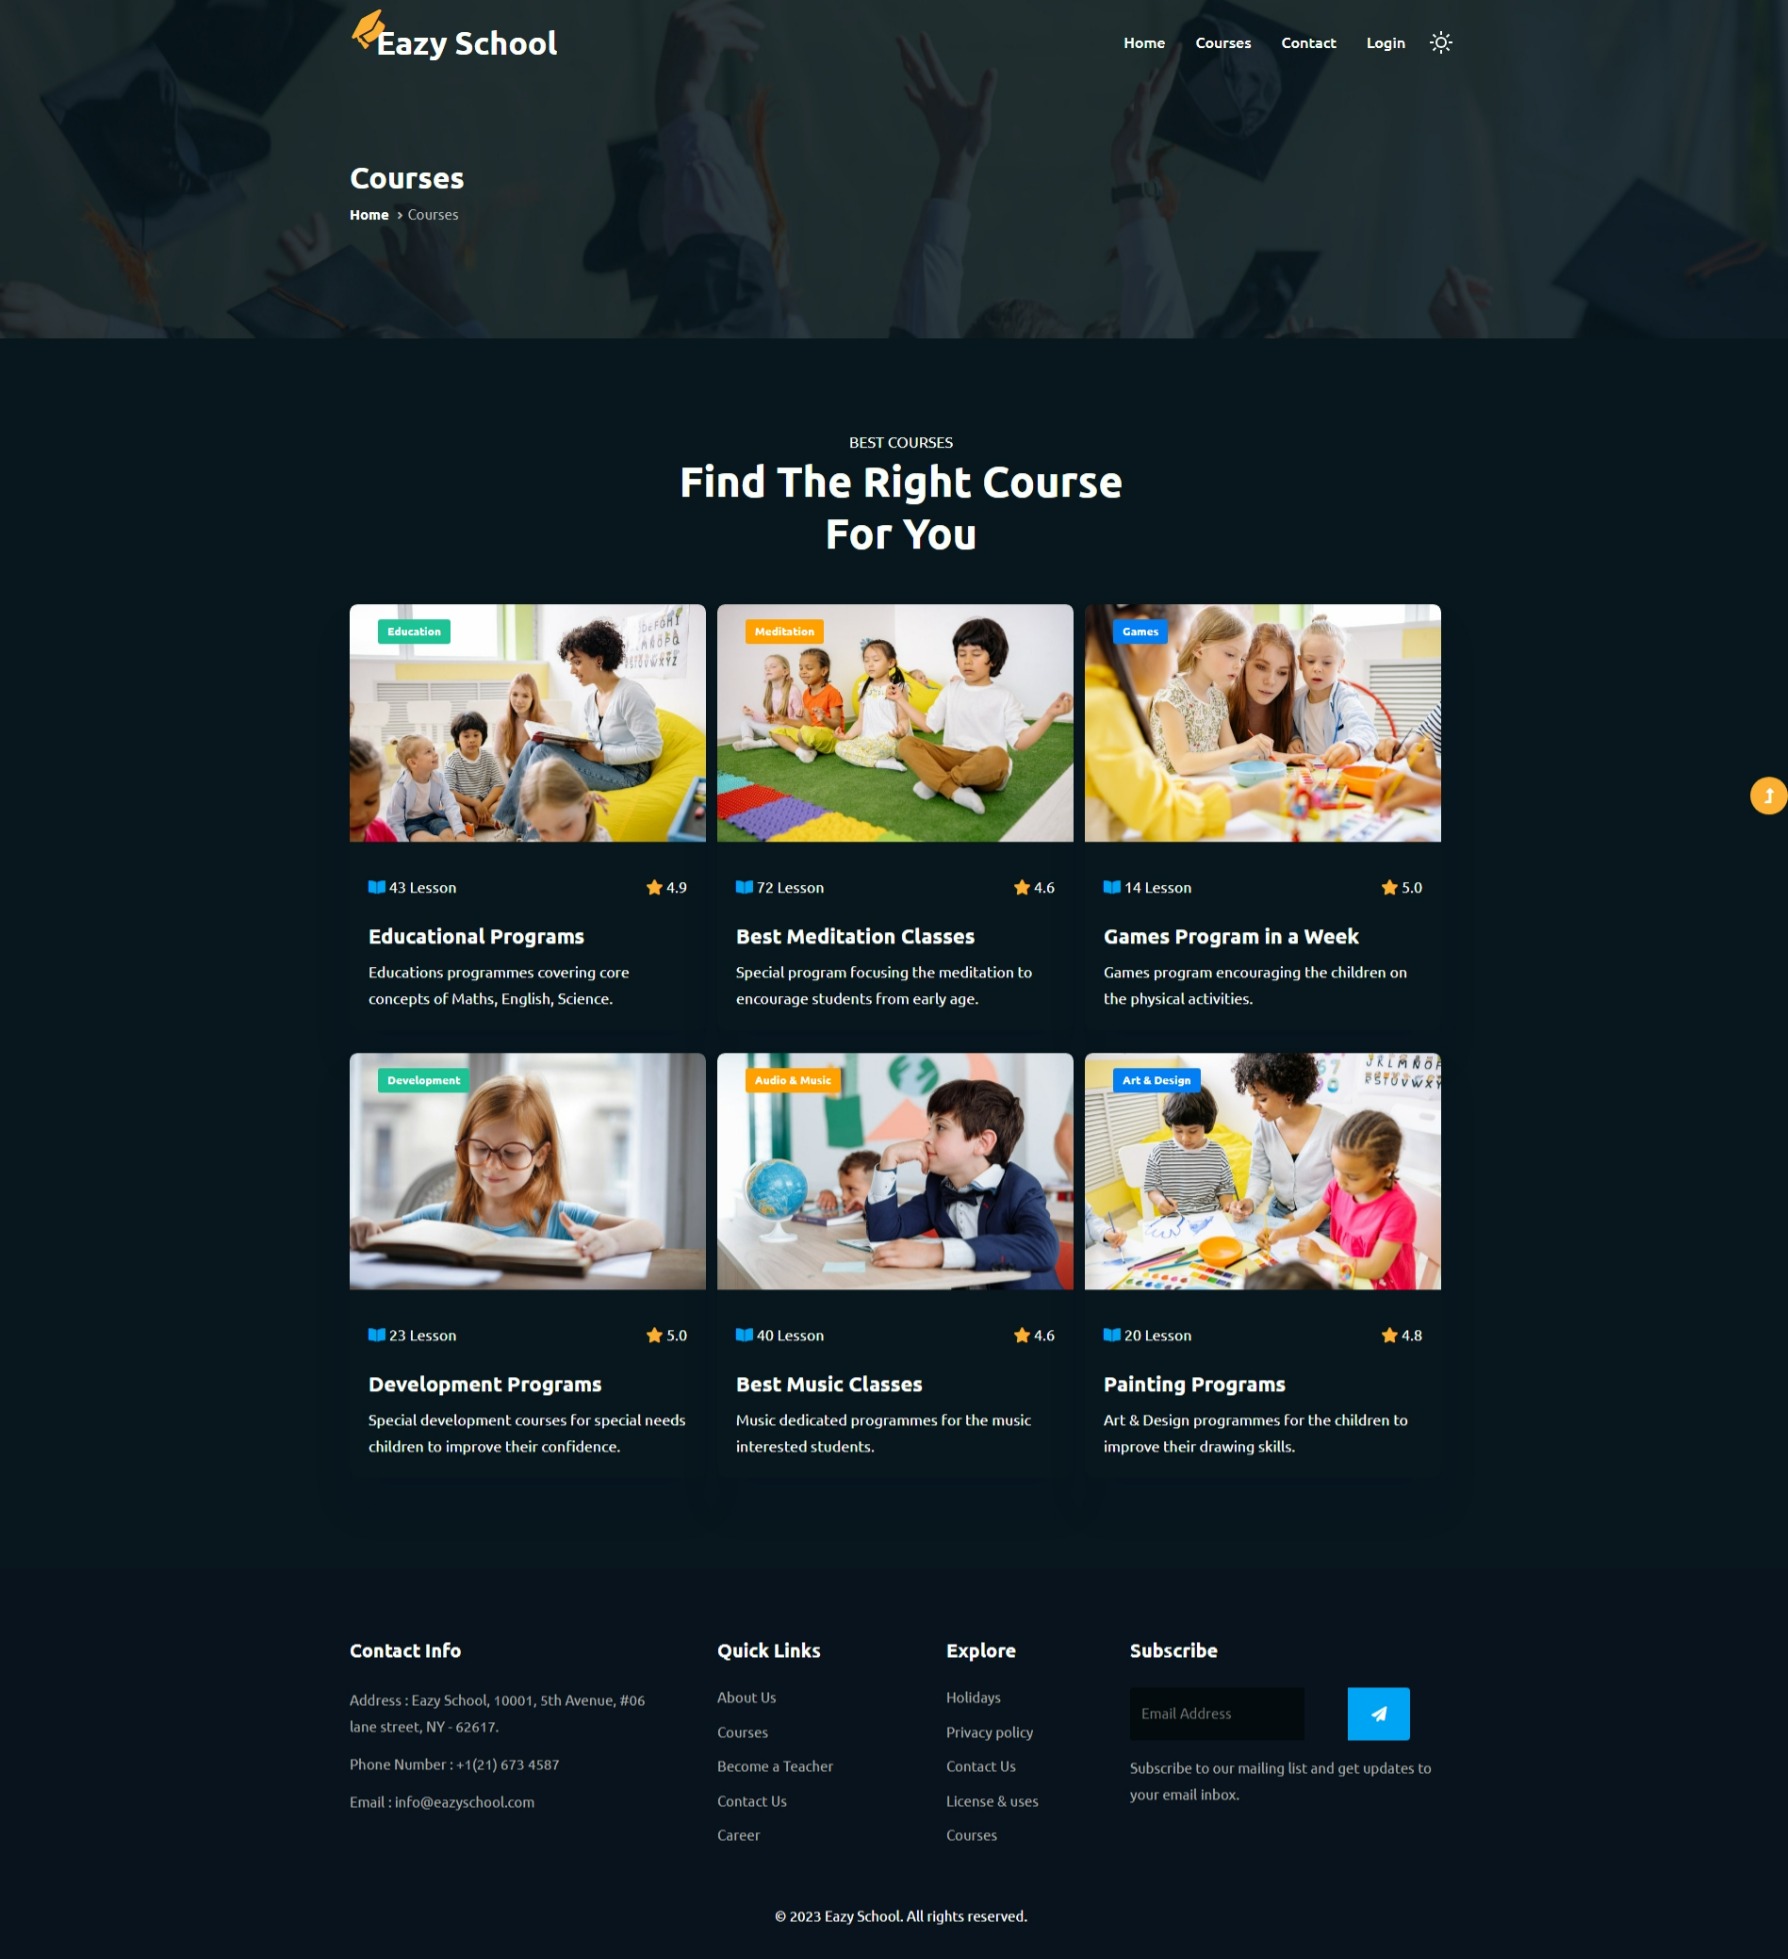 Eazy School
Home Courses Contact Login
Courses
Home > Courses
BEST COURSES
Find The Right Course
For You
Education
Meditation
Games
43 Lesson 4.9
72 Lesson 4.6
14 Lesson 5.0
Educational Programs
Educations programmes covering core
concepts of Maths, English, Science.
Best Meditation Classes
Special program focusing the meditation to
encourage students from early age.
Games Program in a Week
Games program encouraging the children on
the physical activities.
Development
Audio & Music
Art & Design
23 Lesson 5.0
40 Lesson 4.6
20 Lesson 4.8
Development Programs
Special development courses for special needs
children to improve their confidence.
Best Music Classes
Music dedicated programmes for the music
interested students.
Painting Programs
Art & Design programmes for the children to
improve their drawing skills.
Contact Info
Address : Eazy School, 10001, 5th Avenue, #06
lane street, NY - 62617.
Phone Number : +1(21) 673 4587
Email : info@eazyschool.com
Quick Links
About Us
Courses
Become a Teacher
Contact Us
Career
Explore
Holidays
Privacy policy
Contact Us
License & uses
Courses
Subscribe
Email Address
Subscribe to our mailing list and get updates to
your email inbox.
© 2023 Eazy School. All rights reserved.